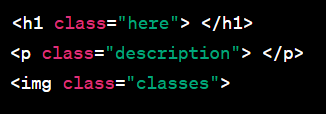 <h1 class="here"> </h1>
<p class="description"> </p>
<img class="classes">